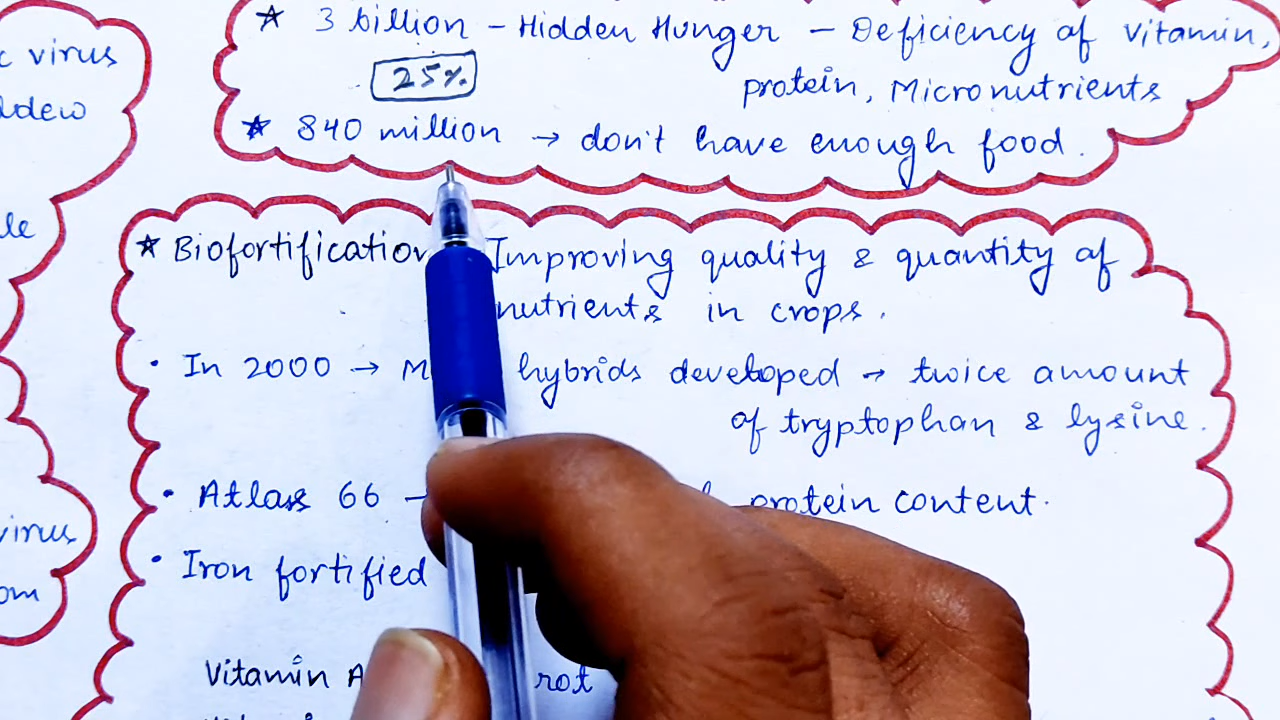 c virus
ldew
le
virus
om
★ 3 billion - Hidden Hunger - Deficiency of vitamin,
25%.
protein, Micronutrients
★ 840 million → don't have enough food.
★ Biofortification Improving quality & quantity of
nutrients in crops.
• In 2000 → M hybrids developed → twice amount
of tryptophan & lysine.
• Atlas 66 - protein content.
• Iron fortified
Vitamin A rot